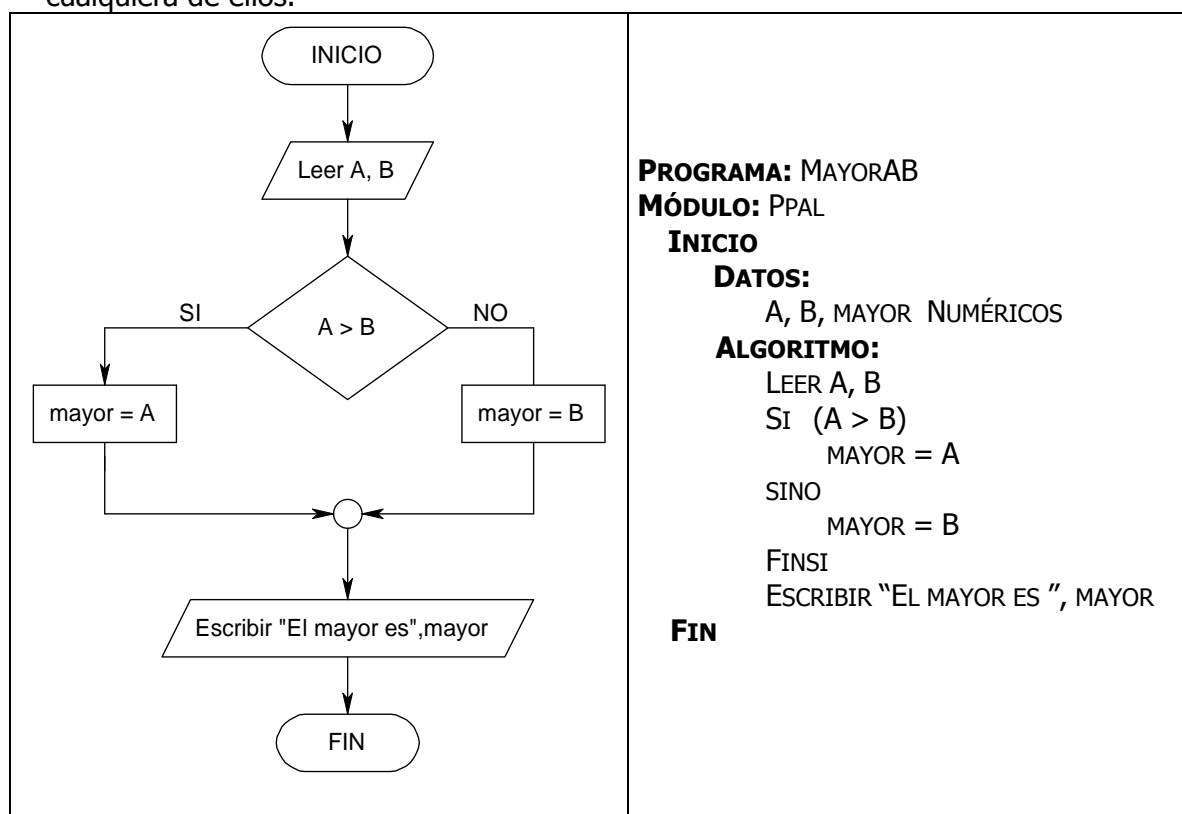 cualquiera de ellos.
INICIO
Leer A, B
A > B
SI
NO
mayor = A
mayor = B
Escribir "El mayor es",mayor
FIN
PROGRAMA: MAYORAB
MÓDULO: PPAL
INICIO
DATOS:
A, B, MAYOR NUMÉRICOS
ALGORITMO:
LEER A, B
SI (A > B)
MAYOR = A
SINO
MAYOR = B
FINSI
ESCRIBIR “EL MAYOR ES ”, MAYOR
FIN